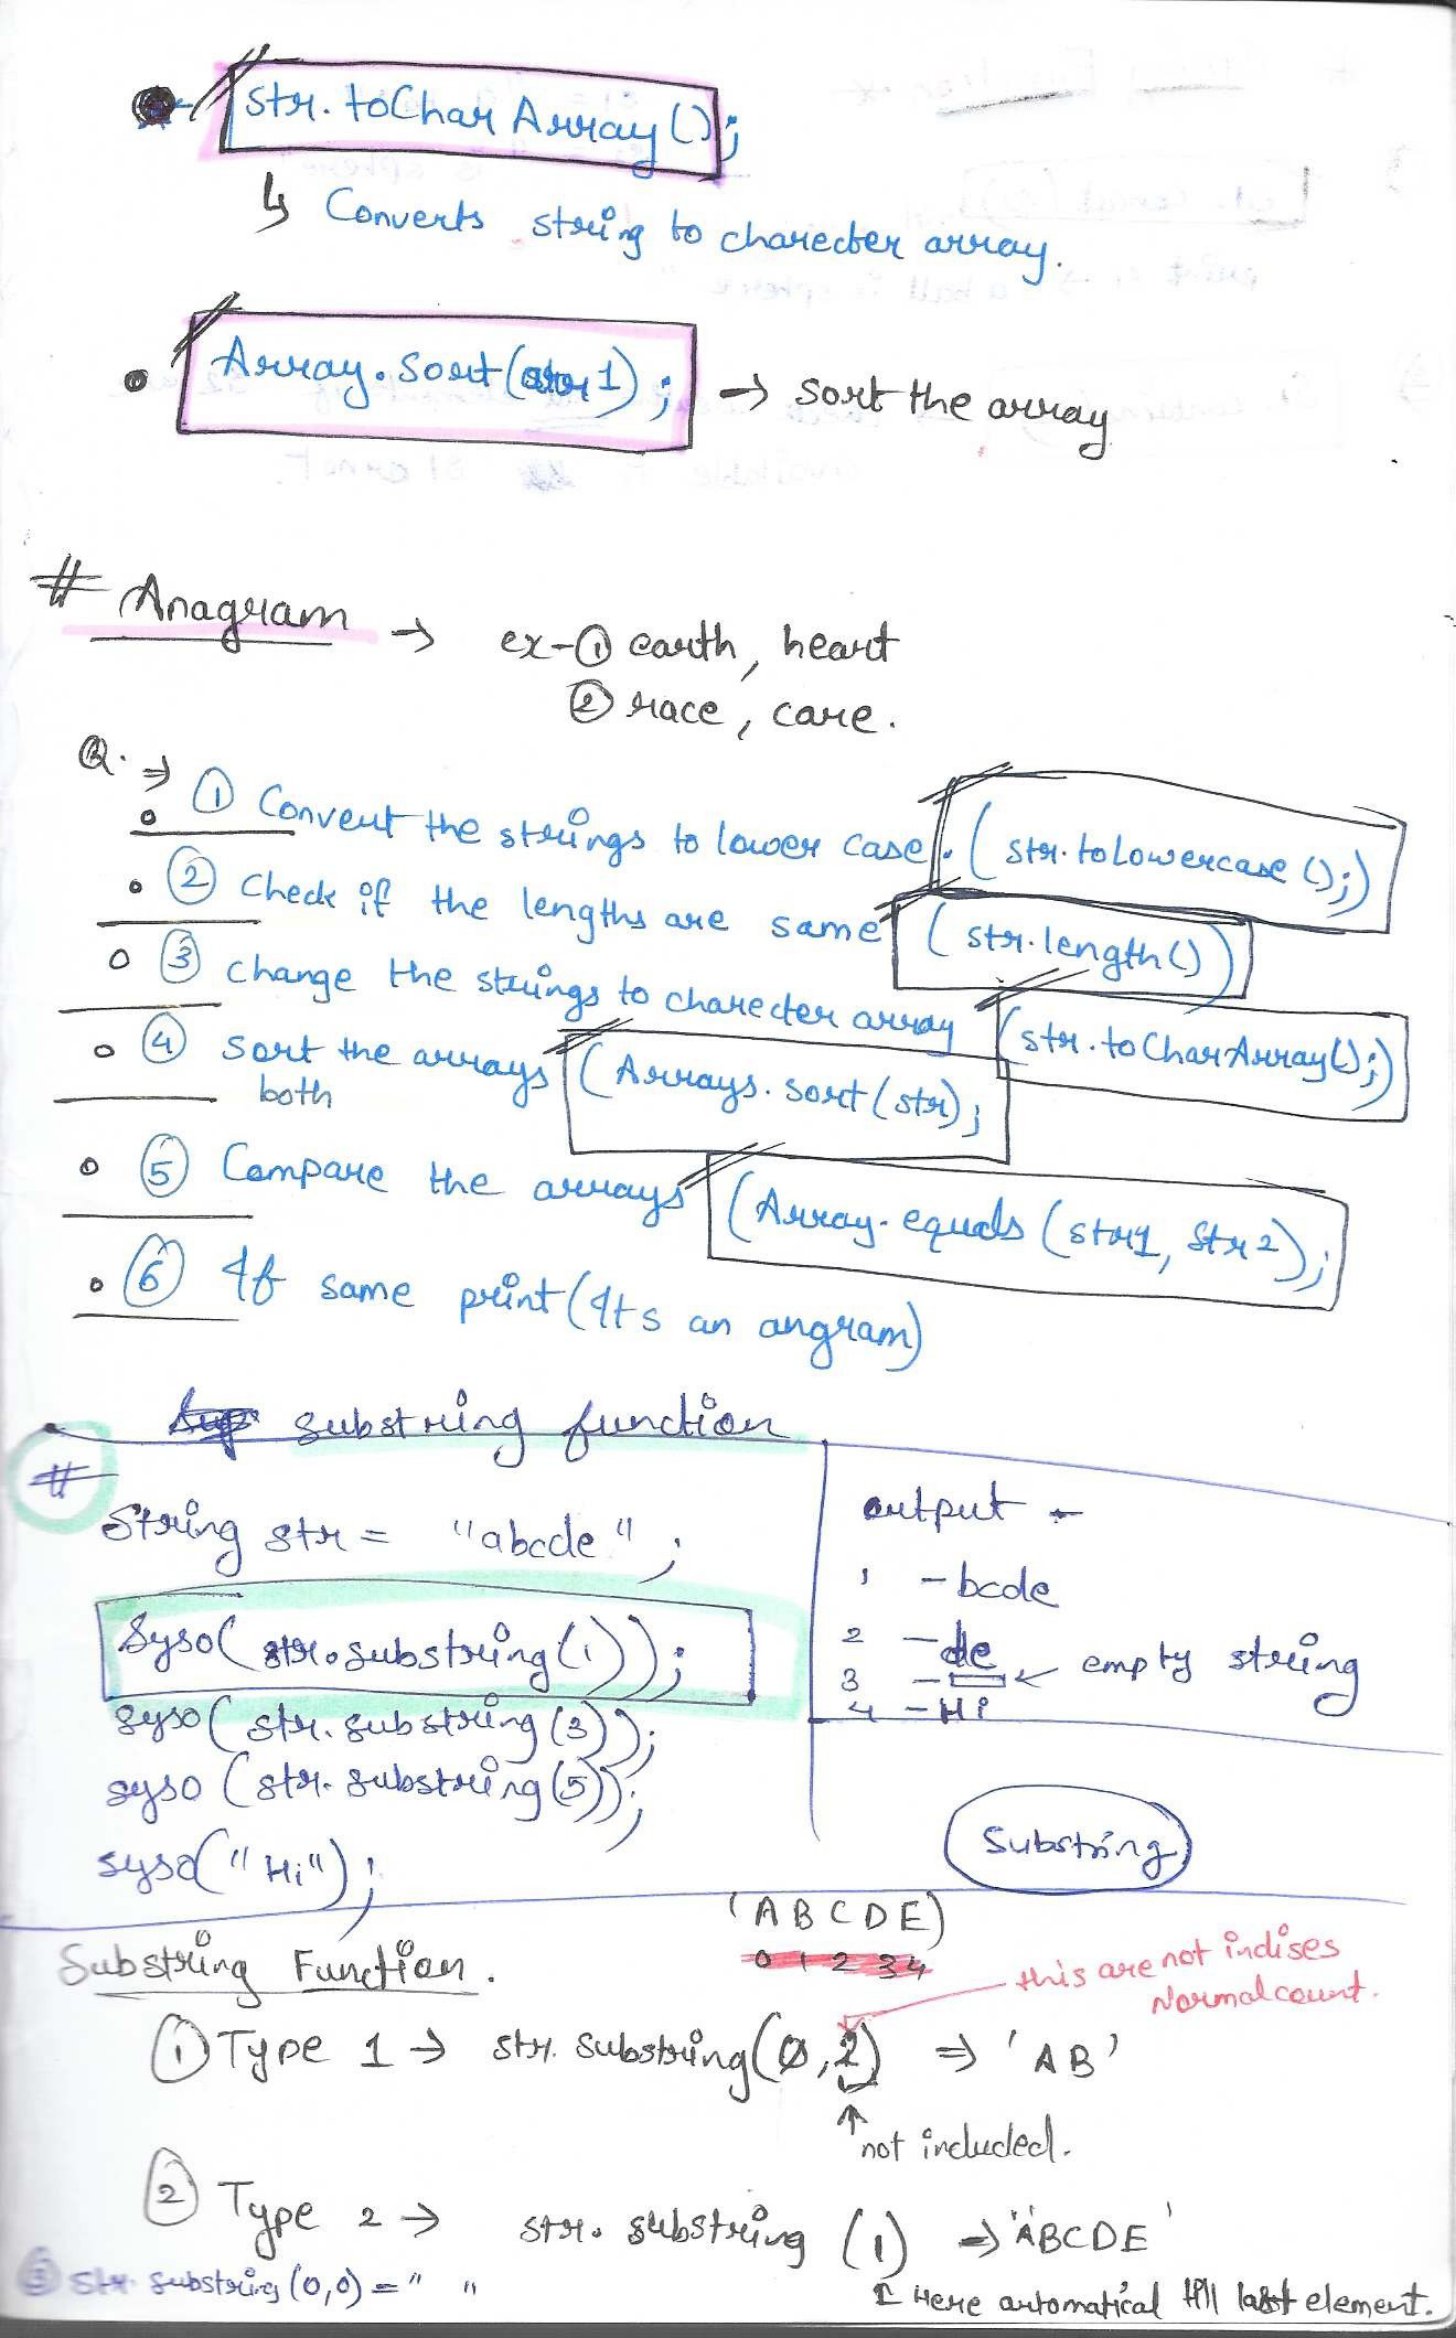 str.toCharArray();
↳ Converts string to charecter array.
• Array.sort(str1); → sort the array
# Anagram → ex-① earth, heart
② race, care.
Q. ⇒
① Convert the strings to lower case. (str.toLowercase();)
② Check if the lengths are same (str.length())
③ change the strings to charecter array (str.toCharArray();)
④ Sort the arrays (Arrays.sort(str);
both
⑤ Compare the arrays (Array.equals(str1, str2);
⑥ If same print(Its an angram)
substring function
#
String str = "abcde";
Syso(str.substring(1));
syso(str.substring(3));
syso(str.substring(5));
syso("Hi");
output -
1 - bcde
2 - de
3 - ▭ ← empty string
4 - Hi
Substring
(ABCDE)
0 1 2 3 4
Substring Function.
this are not indises
Normal count.
① Type 1 → str.substring(0,2) ⇒ 'AB'
↑ not included.
② Type 2 → str.substring (1) ⇒ 'ABCDE'
↑ Here automatical till last element.
③ str.substring(0,0) = " "